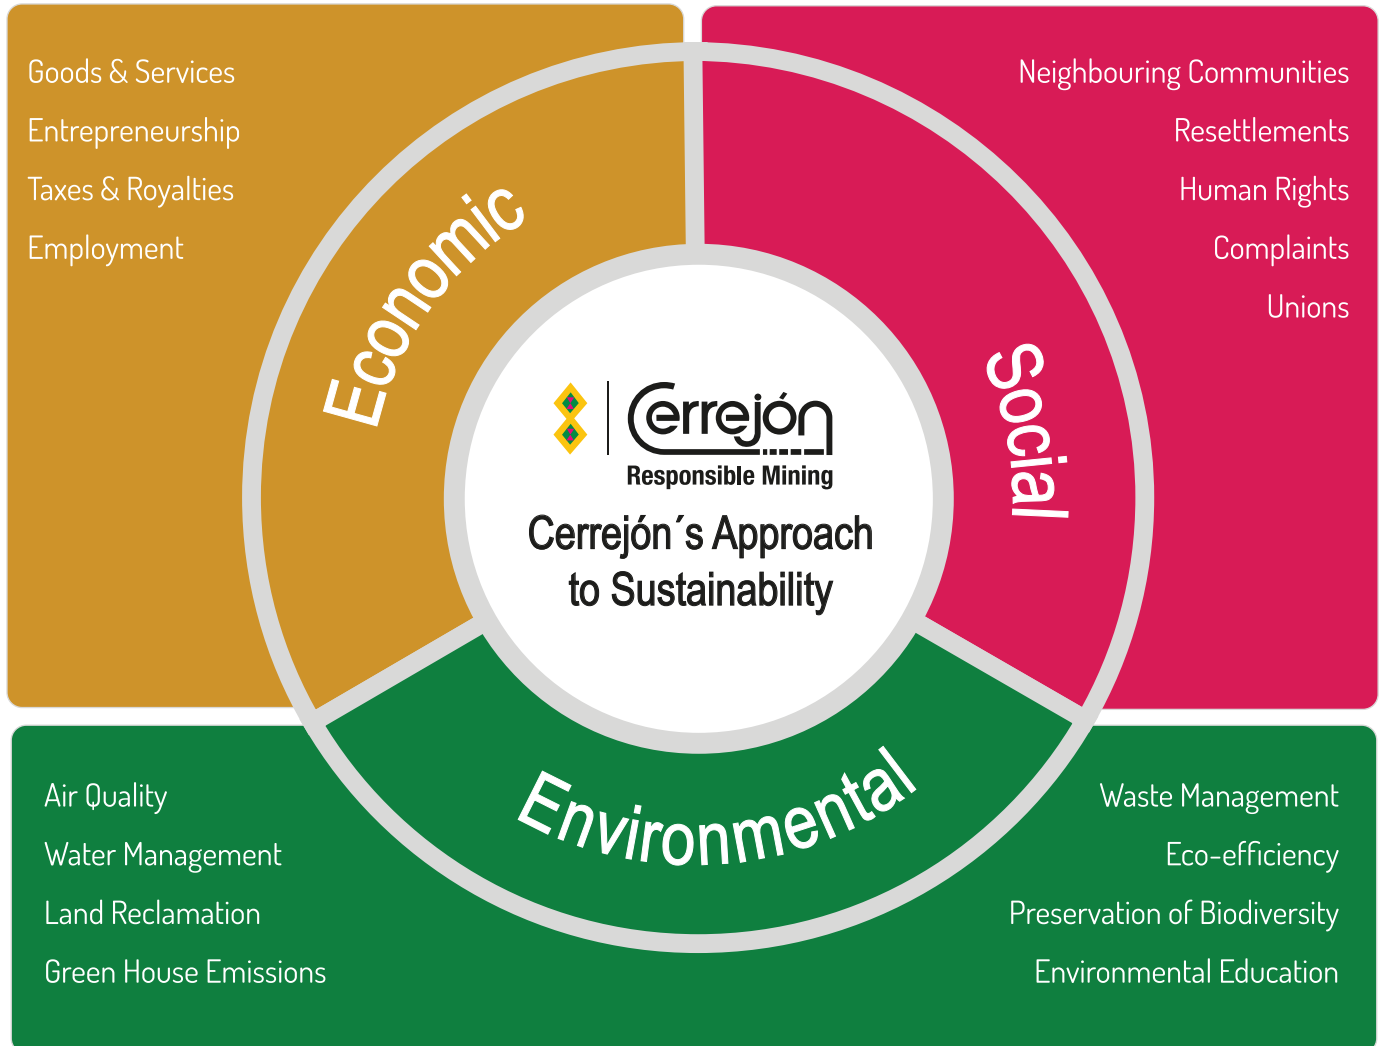 Goods & Services
Entrepreneurship
Taxes & Royalties
Employment
Economic
Neighbouring Communities
Resettlements
Human Rights
Complaints
Unions
Social
Cerrejón
Responsible Mining
Cerrejón´s Approach
to Sustainability
Environmental
Air Quality
Water Management
Land Reclamation
Green House Emissions
Waste Management
Eco-efficiency
Preservation of Biodiversity
Environmental Education